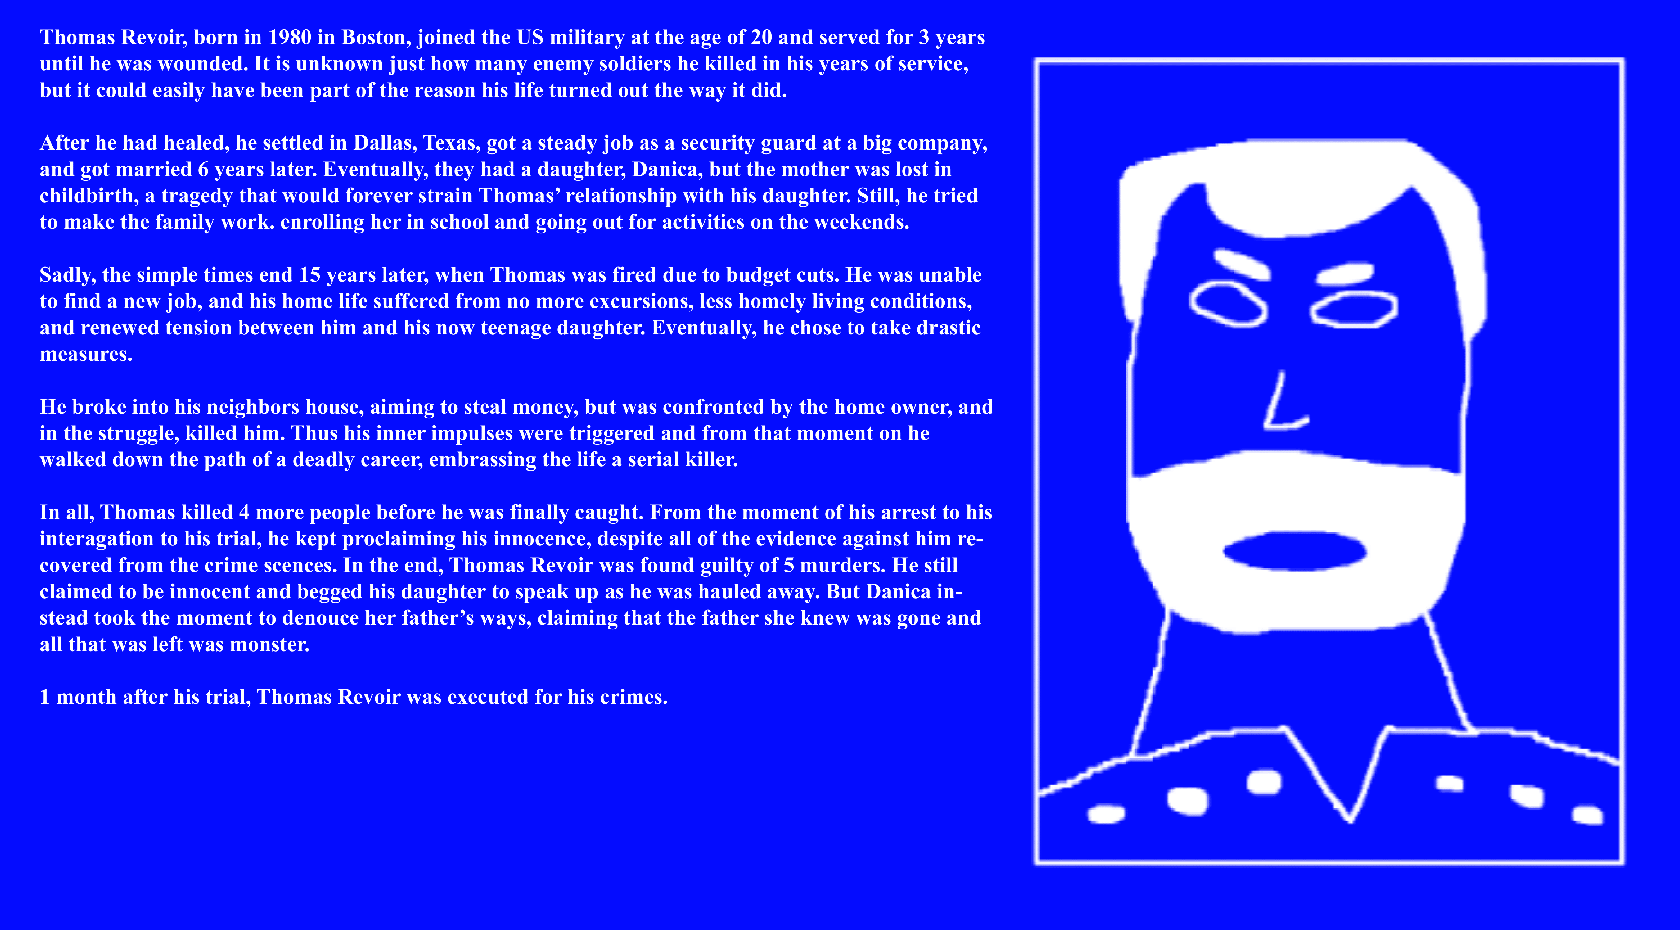 Thomas Revoir, born in 1980 in Boston, joined the US military at the age of 20 and served for 3 years
until he was wounded. It is unknown just how many enemy soldiers he killed in his years of service,
but it could easily have been part of the reason his life turned out the way it did.
After he had healed, he settled in Dallas, Texas, got a steady job as a security guard at a big company,
and got married 6 years later. Eventually, they had a daughter, Danica, but the mother was lost in
childbirth, a tragedy that would forever strain Thomas’ relationship with his daughter. Still, he tried
to make the family work. enrolling her in school and going out for activities on the weekends.
Sadly, the simple times end 15 years later, when Thomas was fired due to budget cuts. He was unable
to find a new job, and his home life suffered from no more excursions, less homely living conditions,
and renewed tension between him and his now teenage daughter. Eventually, he chose to take drastic
measures.
He broke into his neighbors house, aiming to steal money, but was confronted by the home owner, and
in the struggle, killed him. Thus his inner impulses were triggered and from that moment on he
walked down the path of a deadly career, embrassing the life a serial killer.
In all, Thomas killed 4 more people before he was finally caught. From the moment of his arrest to his
interagation to his trial, he kept proclaiming his innocence, despite all of the evidence against him re-
covered from the crime scences. In the end, Thomas Revoir was found guilty of 5 murders. He still
claimed to be innocent and begged his daughter to speak up as he was hauled away. But Danica in-
stead took the moment to denouce her father’s ways, claiming that the father she knew was gone and
all that was left was monster.
1 month after his trial, Thomas Revoir was executed for his crimes.